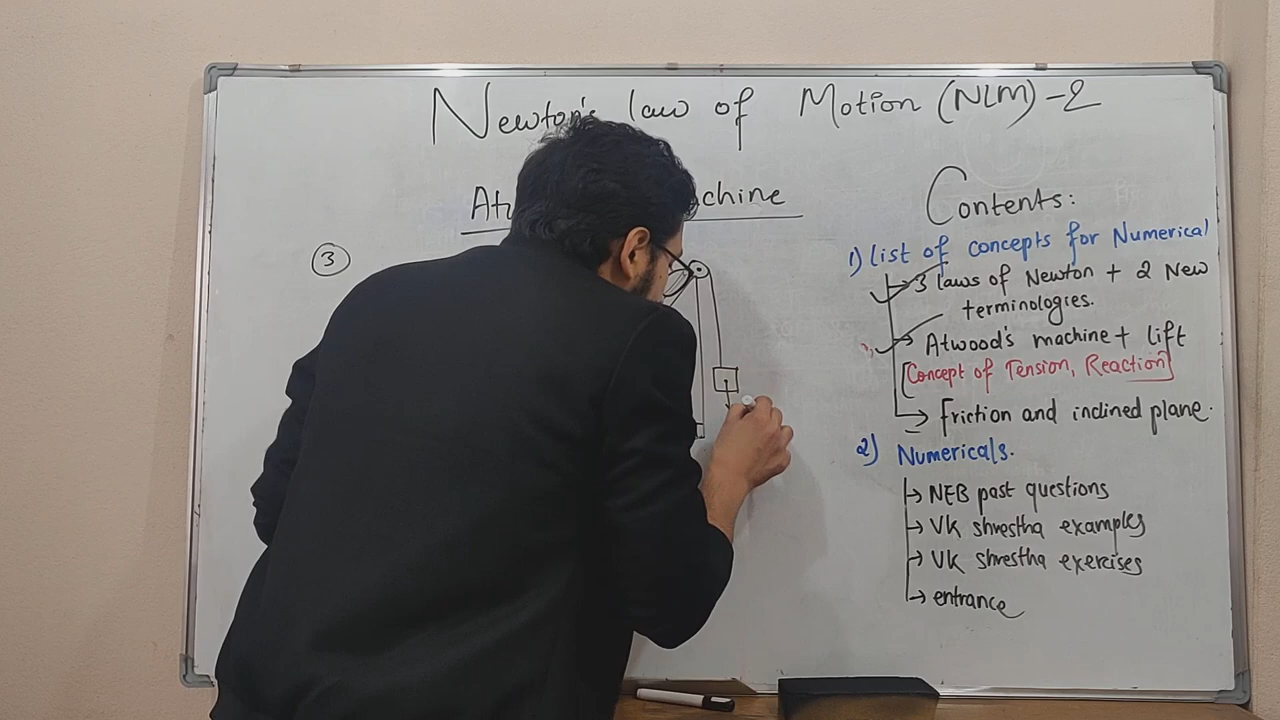 Newton's law of Motion (NLM)-2
At achine
3
Contents:
1) list of concepts for Numerical
3 laws of Newton + 2 New
terminologies.
Atwood's machine + lift
[Concept of Tension, Reaction]
friction and inclined plane.
2) Numericals.
NEB past questions
VK shrestha examples
VK shrestha exercises
entrance